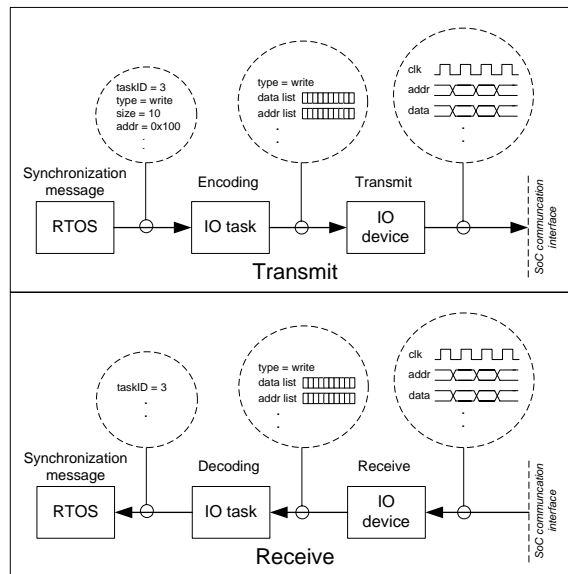 taskID = 3
type = write
size = 10
addr = 0x100
.
.
type = write
data list
addr list
.
.
clk
addr
data
.
.
Synchronization
message
Encoding
Transmit
RTOS
IO task
IO
device
SoC communcation
interface
Transmit
taskID = 3
.
.
type = write
data list
addr list
.
.
clk
addr
data
.
.
Synchronization
message
Decoding
Receive
RTOS
IO task
IO
device
SoC communcation
interface
Receive